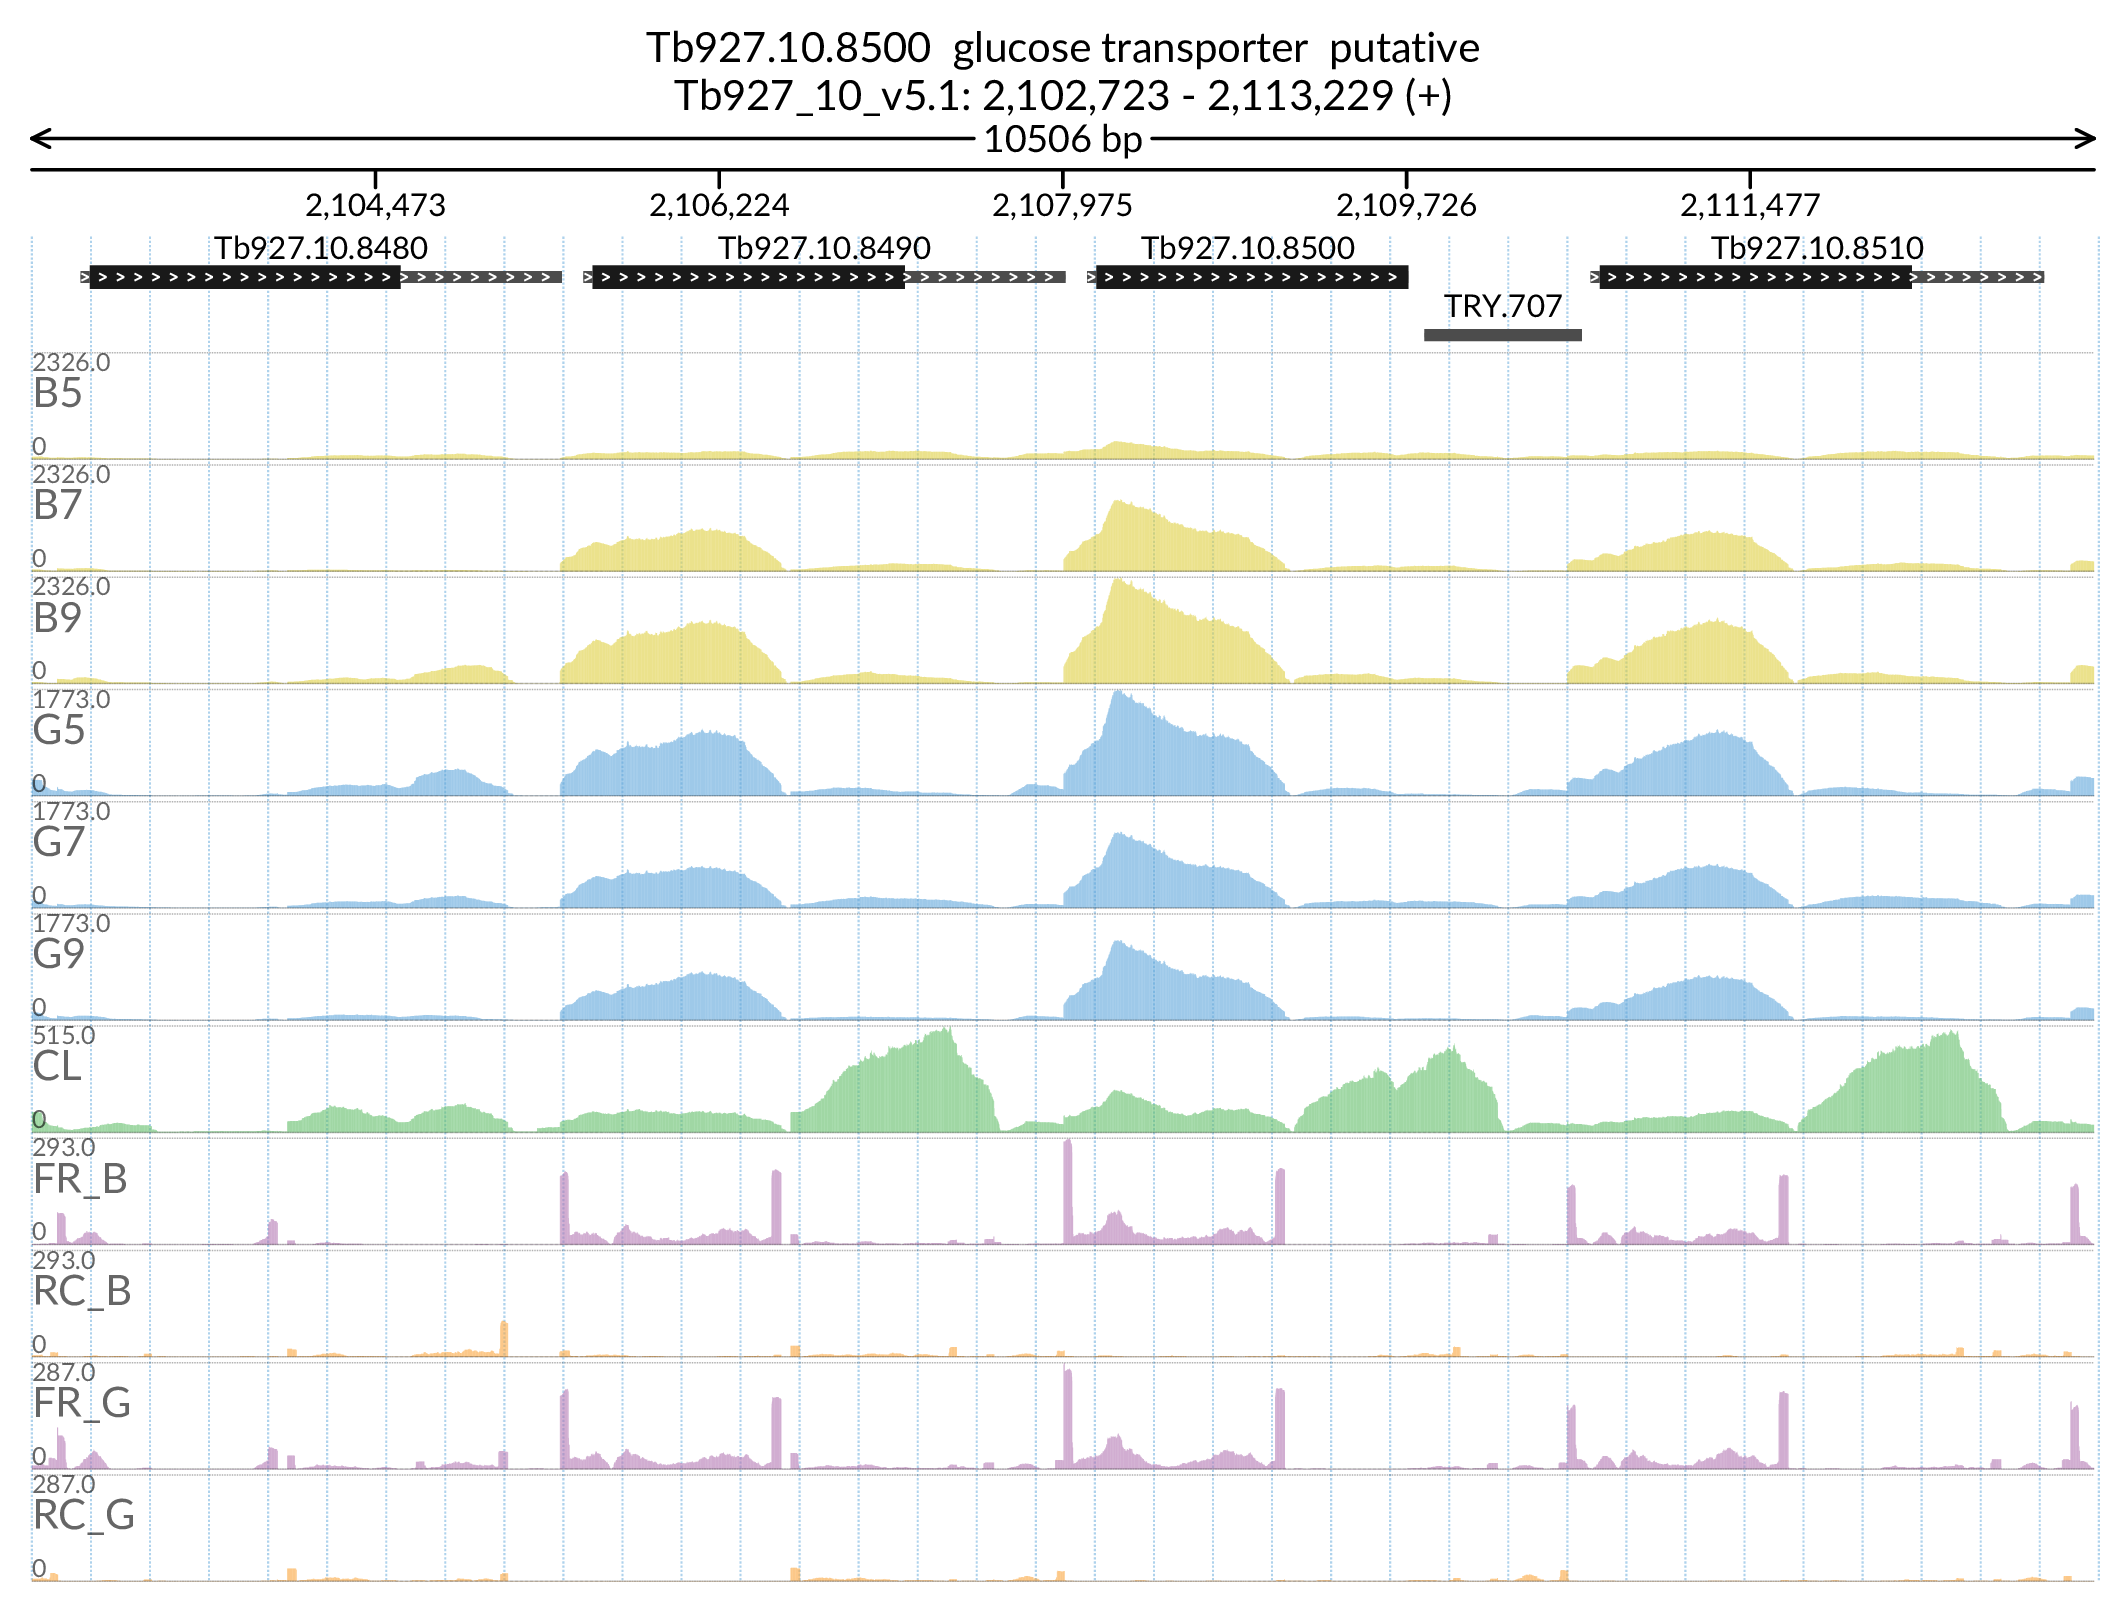 Tb927.10.8500 glucose transporter putative
Tb927_10_v5.1: 2,102,723 - 2,113,229 (+)
10506 bp
2,104,473 2,106,224 2,107,975 2,109,726 2,111,477
Tb927.10.8480 Tb927.10.8490 Tb927.10.8500 Tb927.10.8510
TRY.707
2326.0
B5
0
2326.0
B7
0
2326.0
B9
0
1773.0
G5
0
1773.0
G7
0
1773.0
G9
0
515.0
CL
0
293.0
FR_B
0
293.0
RC_B
0
287.0
FR_G
0
287.0
RC_G
0